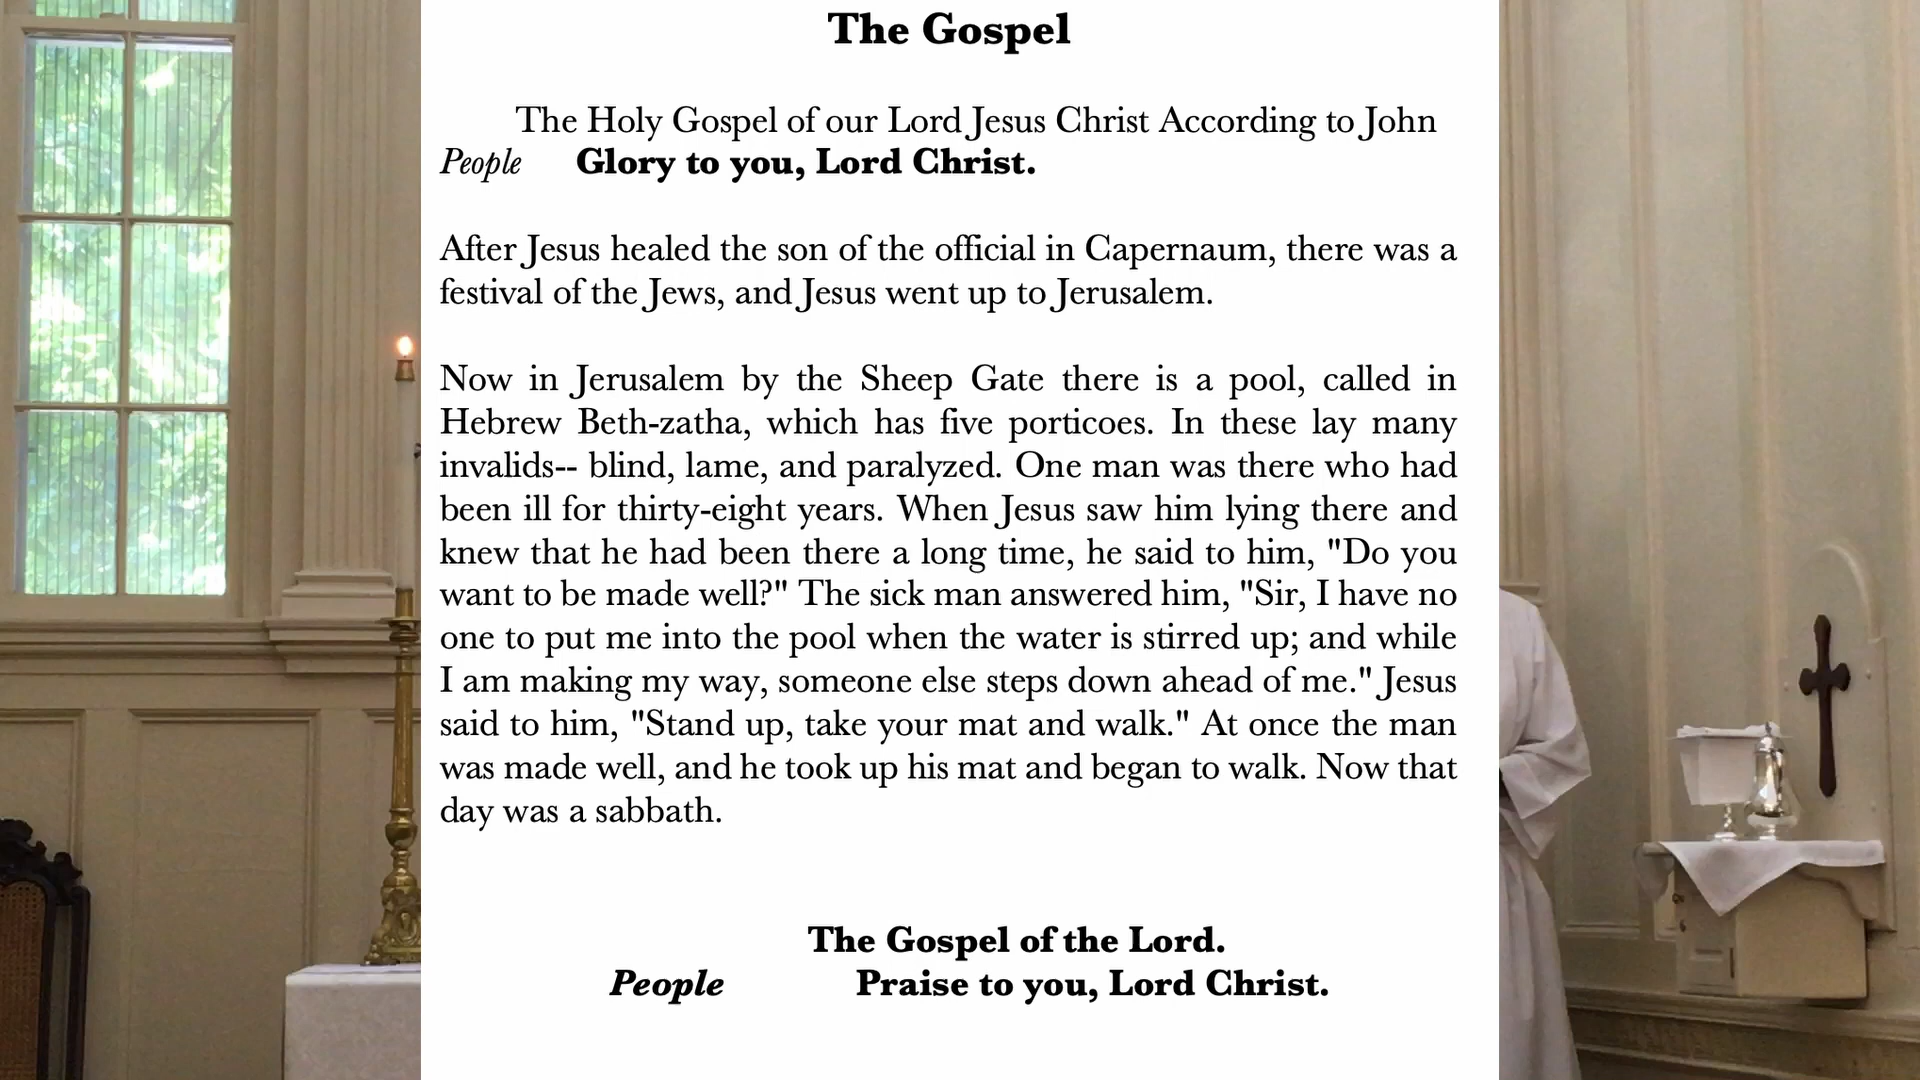 The Gospel
The Holy Gospel of our Lord Jesus Christ According to John
People Glory to you, Lord Christ.
After Jesus healed the son of the official in Capernaum, there was a
festival of the Jews, and Jesus went up to Jerusalem.
Now in Jerusalem by the Sheep Gate there is a pool, called in
Hebrew Beth-zatha, which has five porticoes. In these lay many
invalids-- blind, lame, and paralyzed. One man was there who had
been ill for thirty-eight years. When Jesus saw him lying there and
knew that he had been there a long time, he said to him, "Do you
want to be made well?" The sick man answered him, "Sir, I have no
one to put me into the pool when the water is stirred up; and while
I am making my way, someone else steps down ahead of me." Jesus
said to him, "Stand up, take your mat and walk." At once the man
was made well, and he took up his mat and began to walk. Now that
day was a sabbath.
The Gospel of the Lord.
People Praise to you, Lord Christ.